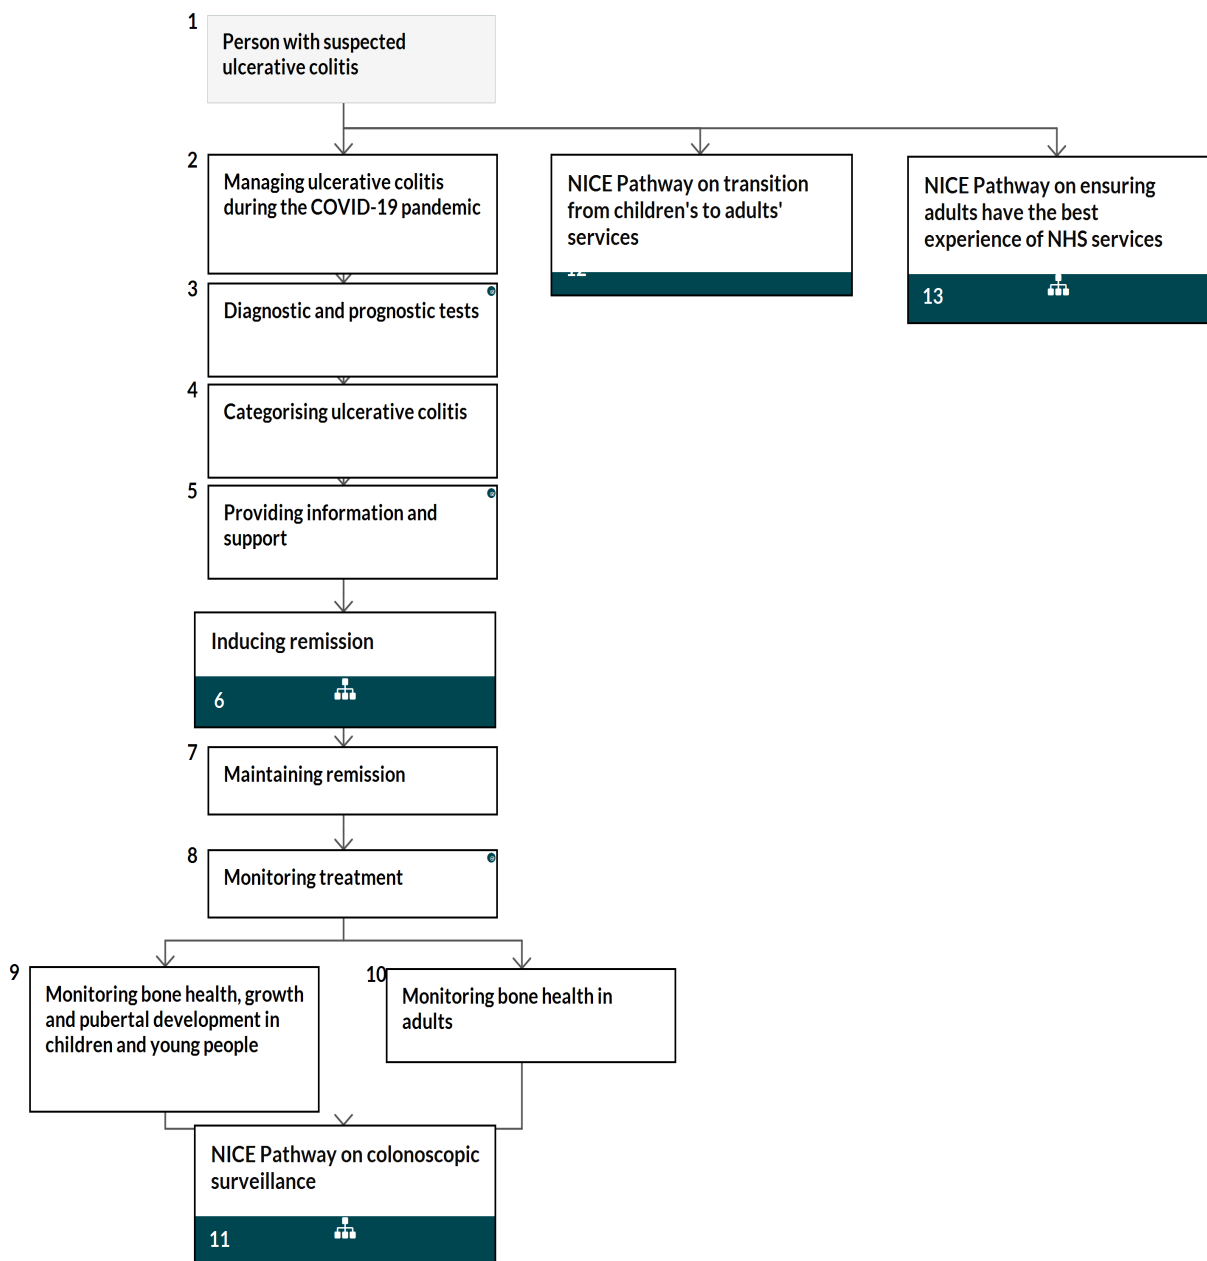 1
Person with suspected
ulcerative colitis
2
Managing ulcerative colitis
during the COVID-19 pandemic
NICE Pathway on transition
from children's to adults'
services
12
NICE Pathway on ensuring
adults have the best
experience of NHS services
13
3
Diagnostic and prognostic tests
4
Categorising ulcerative colitis
5
Providing information and
support
Inducing remission
6
7
Maintaining remission
8
Monitoring treatment
9
Monitoring bone health, growth
and pubertal development in
children and young people
10
Monitoring bone health in
adults
NICE Pathway on colonoscopic
surveillance
11